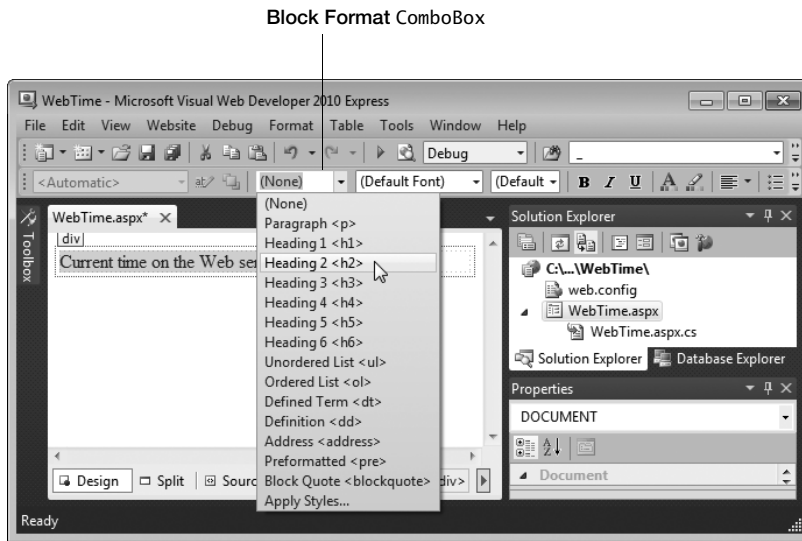 Block Format ComboBox
WebTime - Microsoft Visual Web Developer 2010 Express
File Edit View Website Debug Format Table Tools Window Help
Debug
<Automatic> (None) (Default Font) (Default B I U A
Toolbox
WebTime.aspx*
div
Current time on the Web ser
(None)
Paragraph <p>
Heading 1 <h1>
Heading 2 <h2>
Heading 3 <h3>
Heading 4 <h4>
Heading 5 <h5>
Heading 6 <h6>
Unordered List <ul>
Ordered List <ol>
Defined Term <dt>
Definition <dd>
Address <address>
Preformatted <pre>
Block Quote <blockquote>
Apply Styles...
Design Split Sourc div>
Solution Explorer
C:\...\WebTime\
web.config
WebTime.aspx
WebTime.aspx.cs
Solution Explorer Database Explorer
Properties
DOCUMENT
Document
Ready